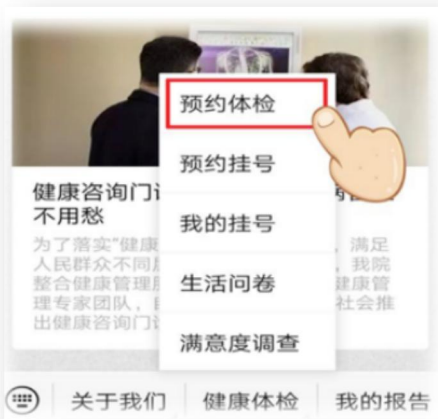 预约体检
预约挂号
我的挂号
生活问卷
满意度调查
健康咨询门
不用愁
为了落实"健康
，满足
人民群众不同
，我院
整合健康管理
健康管
理专家团队，
社会推
出健康咨询门
关于我们
健康体检
我的报告